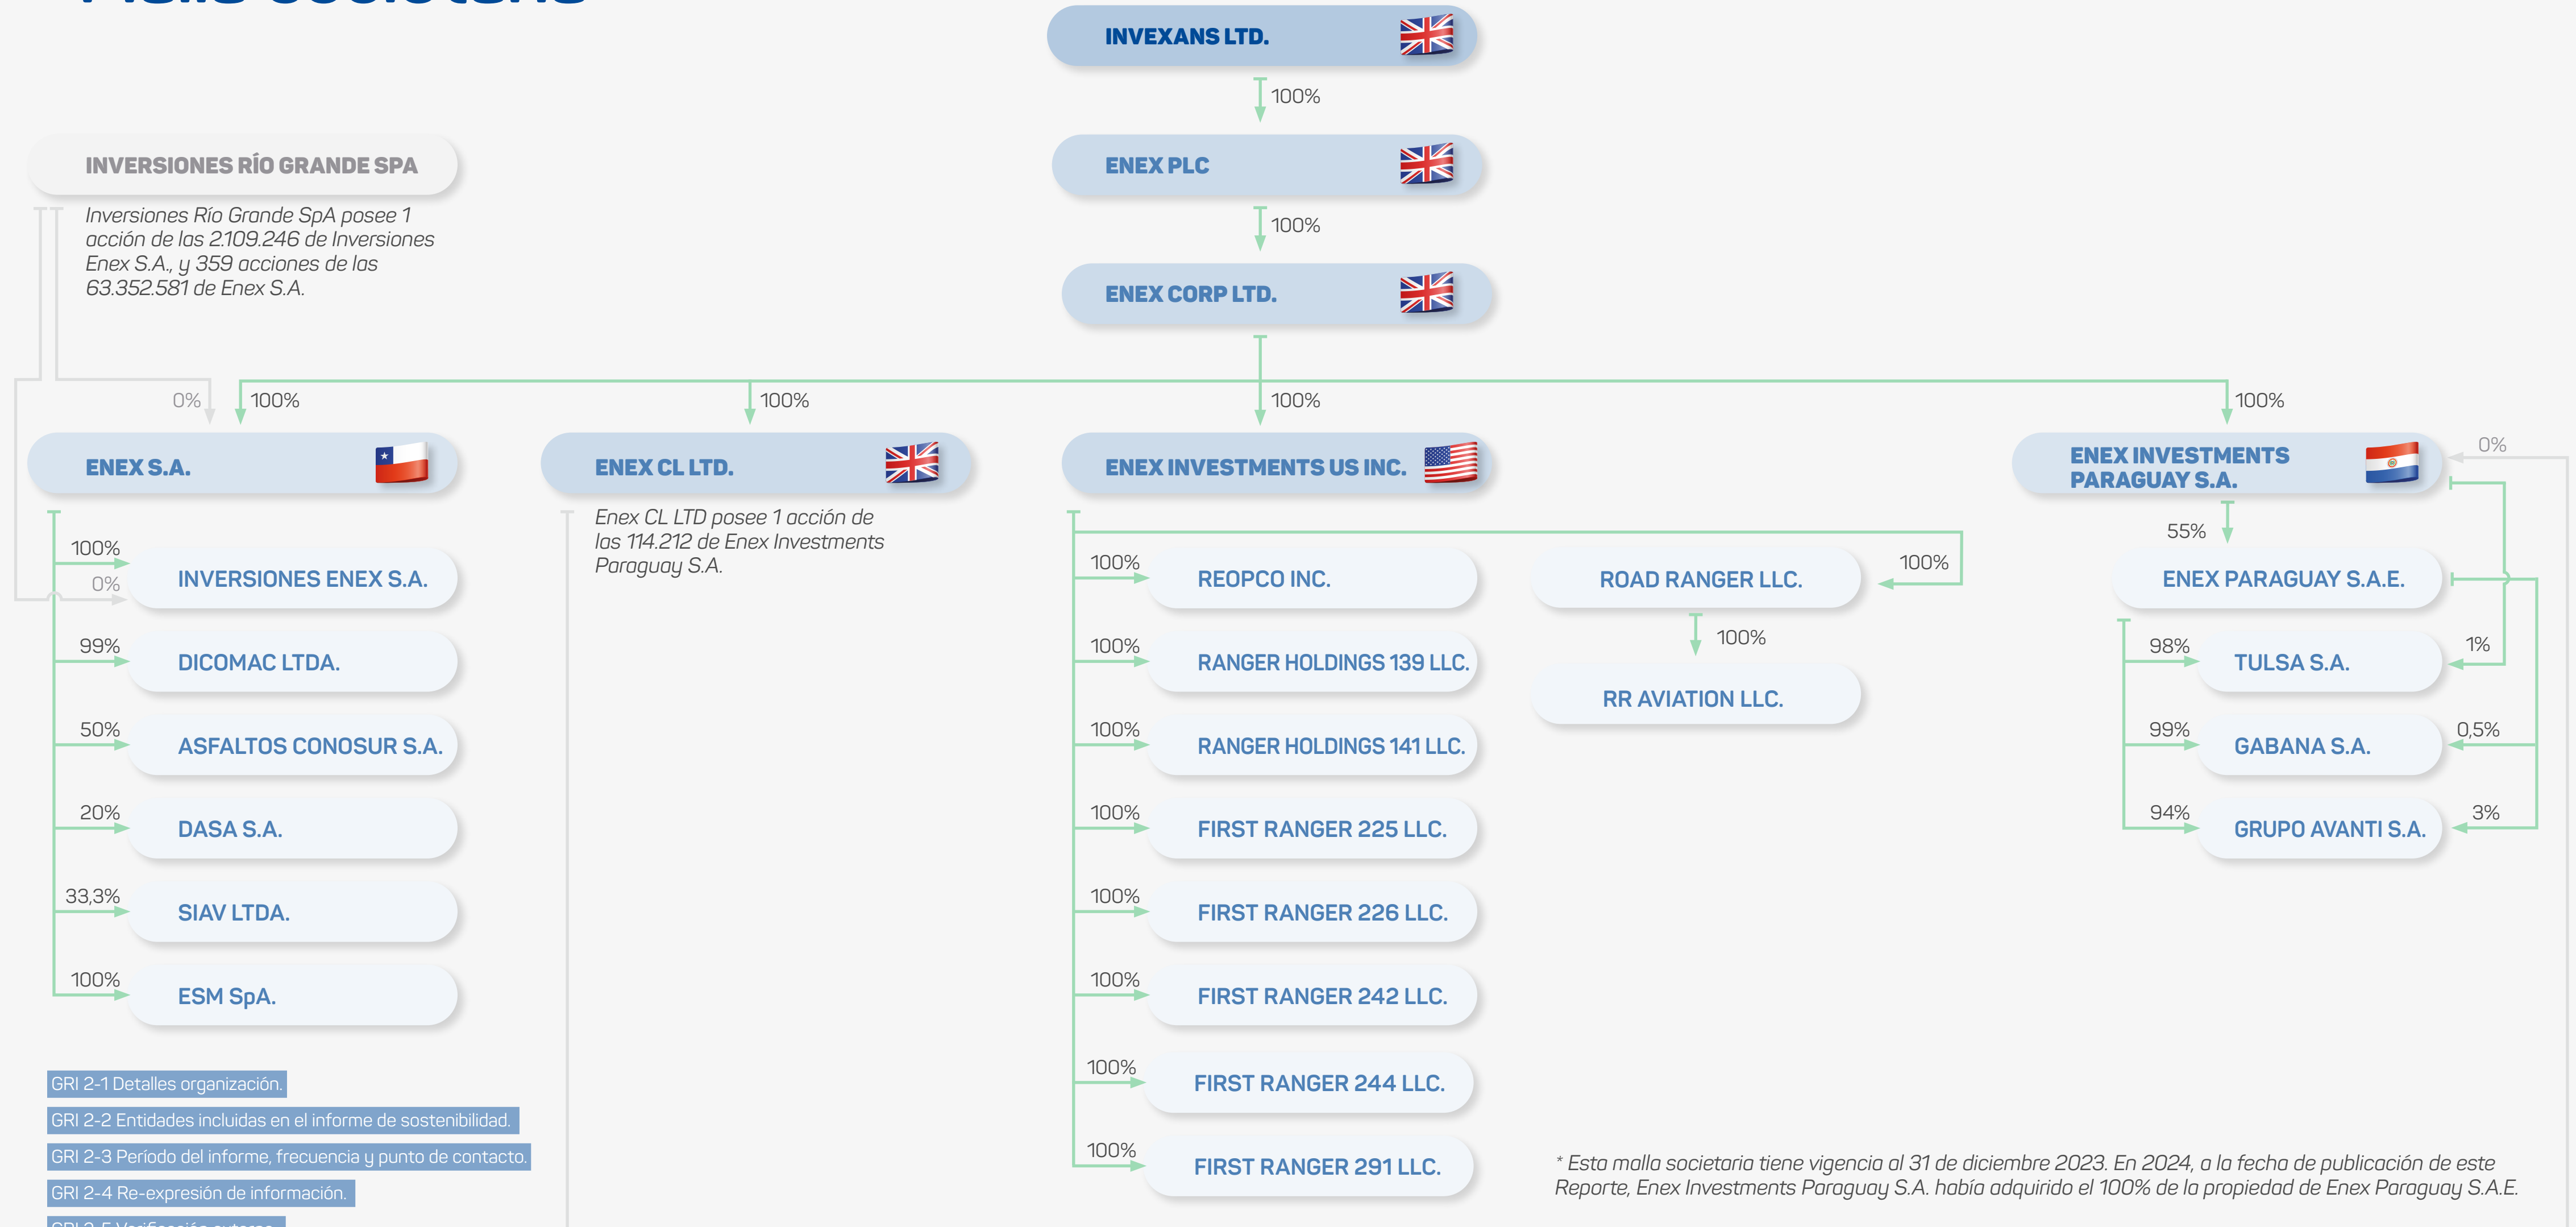 INVEXANS LTD.
100%
INVERSIONES RÍO GRANDE SPA
ENEX PLC
Inversiones Río Grande SpA posee 1
acción de las 2.109.246 de Inversiones
Enex S.A., y 359 acciones de las
63.352.581 de Enex S.A.
100%
ENEX CORP LTD.
0%
100%
100%
100%
100%
ENEX S.A.
ENEX CL LTD.
ENEX INVESTMENTS US INC.
ENEX INVESTMENTS
PARAGUAY S.A.
0%
Enex CL LTD posee 1 acción de
las 114.212 de Enex Investments
Paraguay S.A.
100%
0%
INVERSIONES ENEX S.A.
99%
DICOMAC LTDA.
50%
ASFALTOS CONOSUR S.A.
20%
DASA S.A.
33,3%
SIAV LTDA.
100%
ESM SpA.
100%
REOPCO INC.
100%
RANGER HOLDINGS 139 LLC.
100%
RANGER HOLDINGS 141 LLC.
100%
FIRST RANGER 225 LLC.
100%
FIRST RANGER 226 LLC.
100%
FIRST RANGER 242 LLC.
100%
FIRST RANGER 244 LLC.
100%
FIRST RANGER 291 LLC.
ROAD RANGER LLC.
100%
100%
RR AVIATION LLC.
55%
ENEX PARAGUAY S.A.E.
98%
TULSA S.A.
1%
99%
GABANA S.A.
0,5%
94%
GRUPO AVANTI S.A.
3%
GRI 2-1 Detalles organización.
GRI 2-2 Entidades incluidas en el informe de sostenibilidad.
GRI 2-3 Período del informe, frecuencia y punto de contacto.
GRI 2-4 Re-expresión de información.
* Esta malla societaria tiene vigencia al 31 de diciembre 2023. En 2024, a la fecha de publicación de este
Reporte, Enex Investments Paraguay S.A. había adquirido el 100% de la propiedad de Enex Paraguay S.A.E.